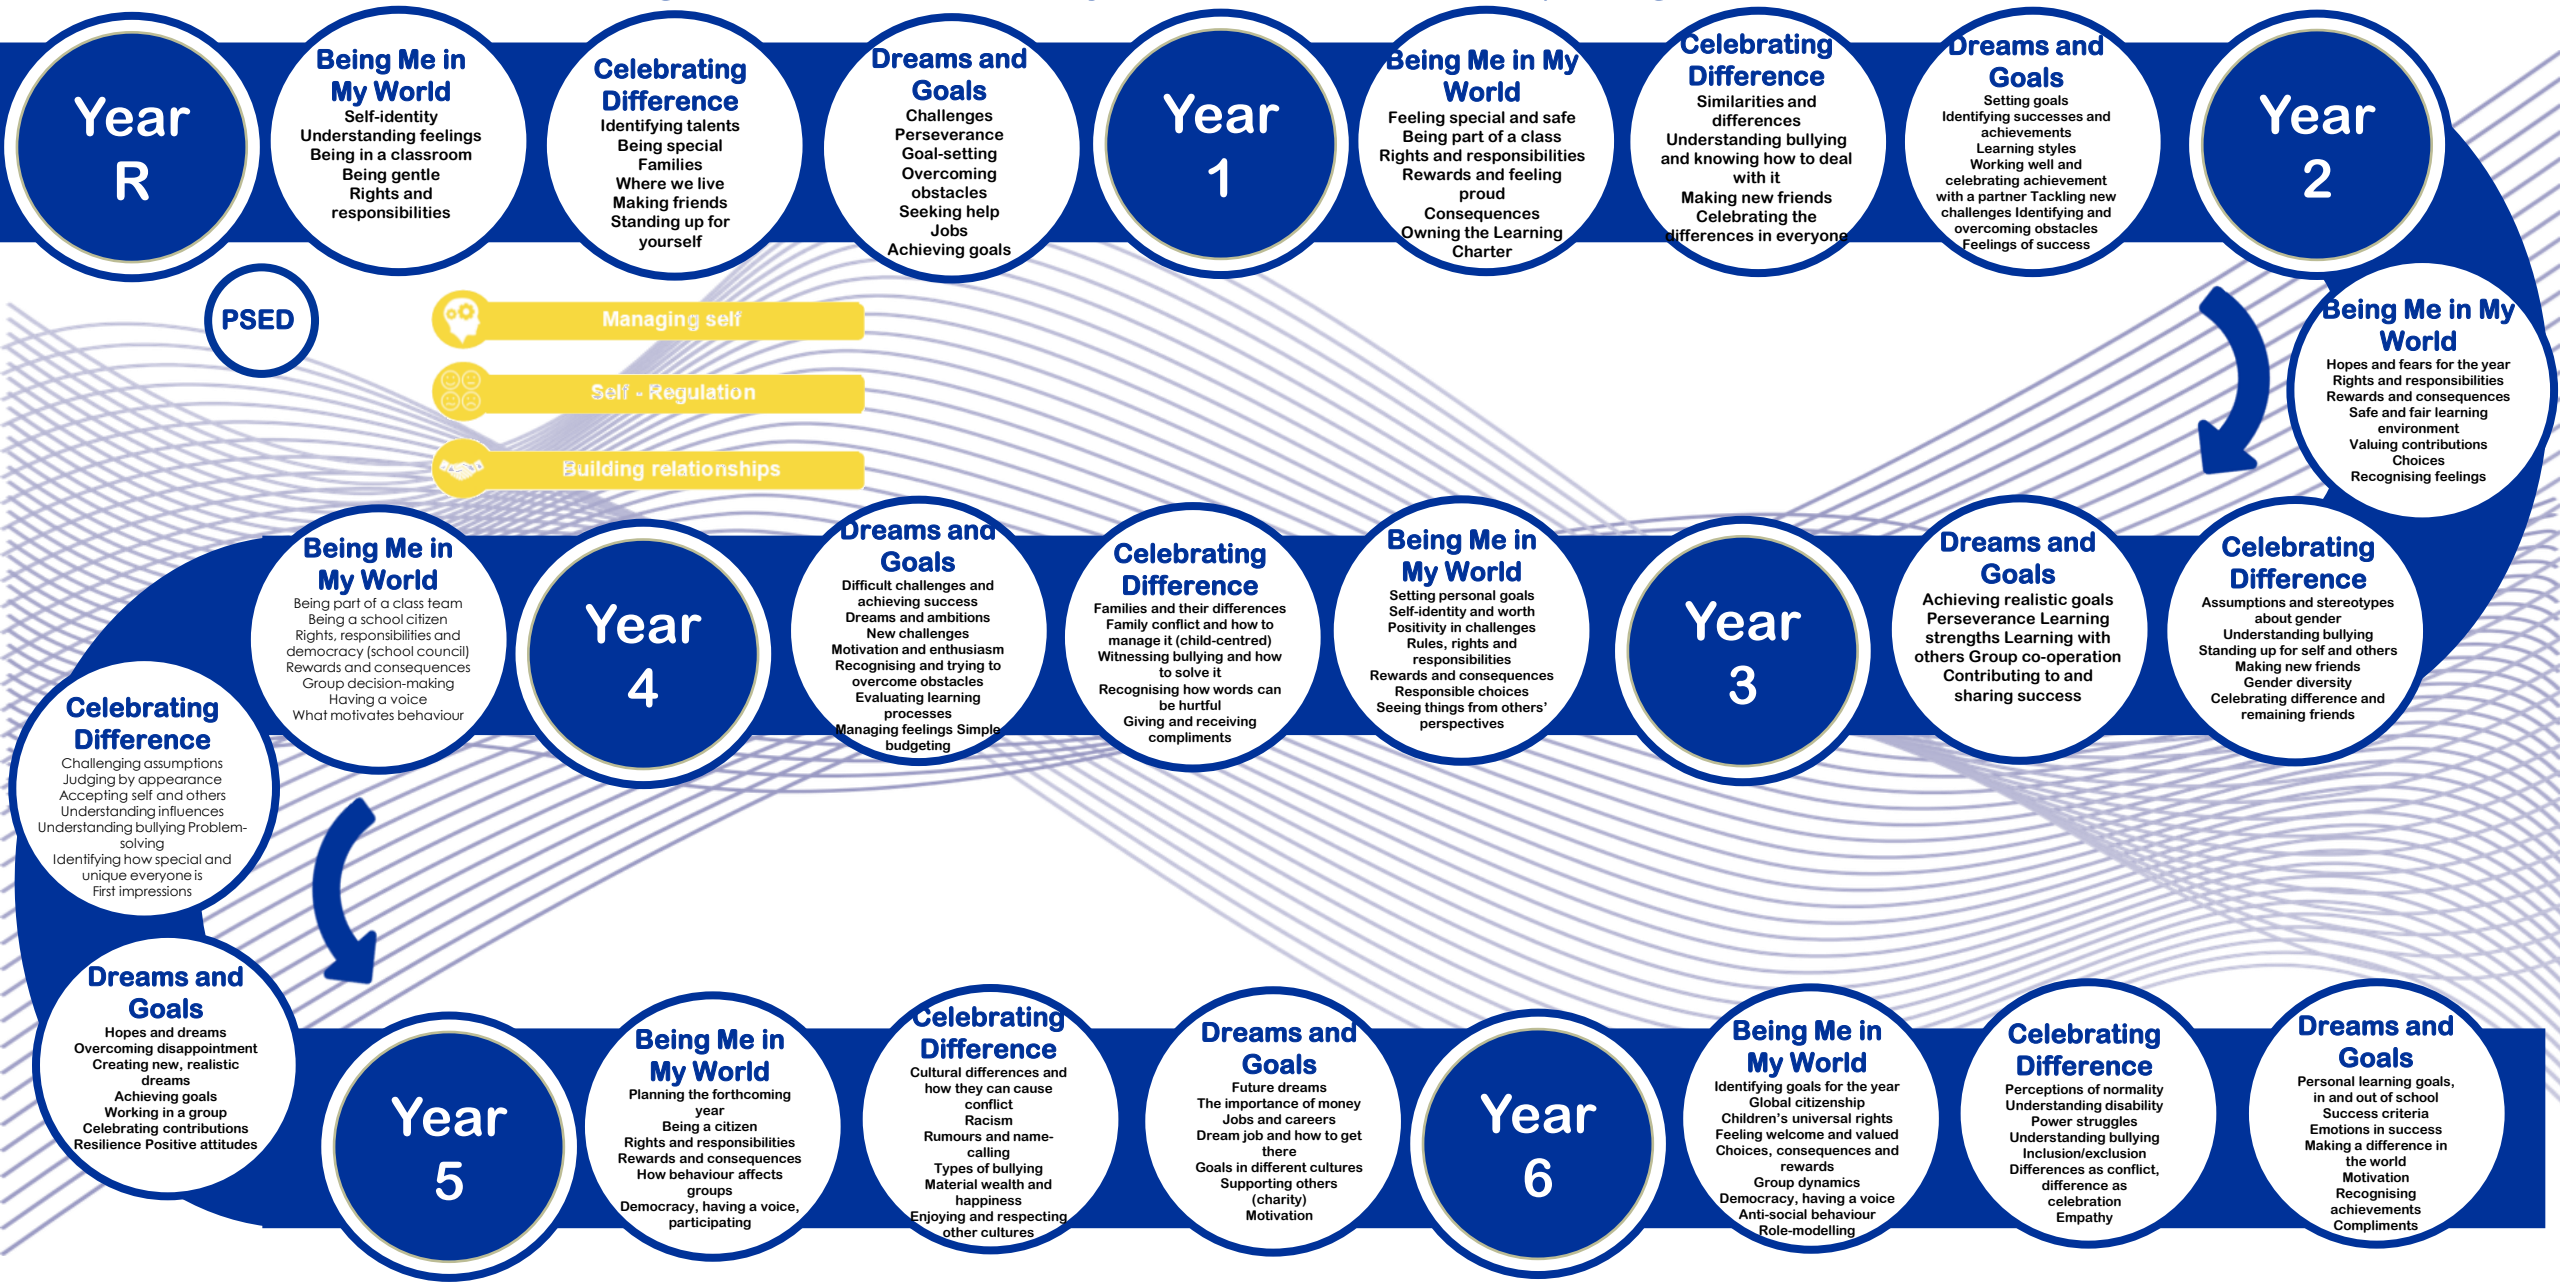 Year
R
Being Me in
My World
Self-identity
Understanding feelings
Being in a classroom
Being gentle
Rights and
responsibilities
Celebrating
Difference
Identifying talents
Being special
Families
Where we live
Making friends
Standing up for
yourself
Dreams and
Goals
Challenges
Perseverance
Goal-setting
Overcoming
obstacles
Seeking help
Jobs
Achieving goals
Year
1
Being Me in My
World
Feeling special and safe
Being part of a class
Rights and responsibilities
Rewards and feeling
proud
Consequences
Owning the Learning
Charter
Celebrating
Difference
Similarities and
differences
Understanding bullying
and knowing how to deal
with it
Making new friends
Celebrating the
differences in everyone
Dreams and
Goals
Setting goals
Identifying successes and
achievements
Learning styles
Working well and
celebrating achievement
with a partner Tackling new
challenges Identifying and
overcoming obstacles
Feelings of success
Year
2
PSED
Managing self
Self - Regulation
Building relationships
Being Me in My
World
Hopes and fears for the year
Rights and responsibilities
Rewards and consequences
Safe and fair learning
environment
Valuing contributions
Choices
Recognising feelings
Celebrating
Difference
Assumptions and stereotypes
about gender
Understanding bullying
Standing up for self and others
Making new friends
Gender diversity
Celebrating difference and
remaining friends
Dreams and
Goals
Achieving realistic goals
Perseverance Learning
strengths Learning with
others Group co-operation
Contributing to and
sharing success
Year
3
Being Me in
My World
Setting personal goals
Self-identity and worth
Positivity in challenges
Rules, rights and
responsibilities
Rewards and consequences
Responsible choices
Seeing things from others’
perspectives
Celebrating
Difference
Families and their differences
Family conflict and how to
manage it (child-centred)
Witnessing bullying and how
to solve it
Recognising how words can
be hurtful
Giving and receiving
compliments
Dreams and
Goals
Difficult challenges and
achieving success
Dreams and ambitions
New challenges
Motivation and enthusiasm
Recognising and trying to
overcome obstacles
Evaluating learning
processes
Managing feelings Simple
budgeting
Year
4
Being Me in
My World
Being part of a class team
Being a school citizen
Rights, responsibilities and
democracy (school council)
Rewards and consequences
Group decision-making
Having a voice
What motivates behaviour
Celebrating
Difference
Challenging assumptions
Judging by appearance
Accepting self and others
Understanding influences
Understanding bullying Problem-
solving
Identifying how special and
unique everyone is
First impressions
Dreams and
Goals
Hopes and dreams
Overcoming disappointment
Creating new, realistic
dreams
Achieving goals
Working in a group
Celebrating contributions
Resilience Positive attitudes
Year
5
Being Me in
My World
Planning the forthcoming
year
Being a citizen
Rights and responsibilities
Rewards and consequences
How behaviour affects
groups
Democracy, having a voice,
participating
Celebrating
Difference
Cultural differences and
how they can cause
conflict
Racism
Rumours and name-
calling
Types of bullying
Material wealth and
happiness
Enjoying and respecting
other cultures
Dreams and
Goals
Future dreams
The importance of money
Jobs and careers
Dream job and how to get
there
Goals in different cultures
Supporting others
(charity)
Motivation
Year
6
Being Me in
My World
Identifying goals for the year
Global citizenship
Children’s universal rights
Feeling welcome and valued
Choices, consequences and
rewards
Group dynamics
Democracy, having a voice
Anti-social behaviour
Role-modelling
Celebrating
Difference
Perceptions of normality
Understanding disability
Power struggles
Understanding bullying
Inclusion/exclusion
Differences as conflict,
difference as
celebration
Empathy
Dreams and
Goals
Personal learning goals,
in and out of school
Success criteria
Emotions in success
Making a difference in
the world
Motivation
Recognising
achievements
Compliments